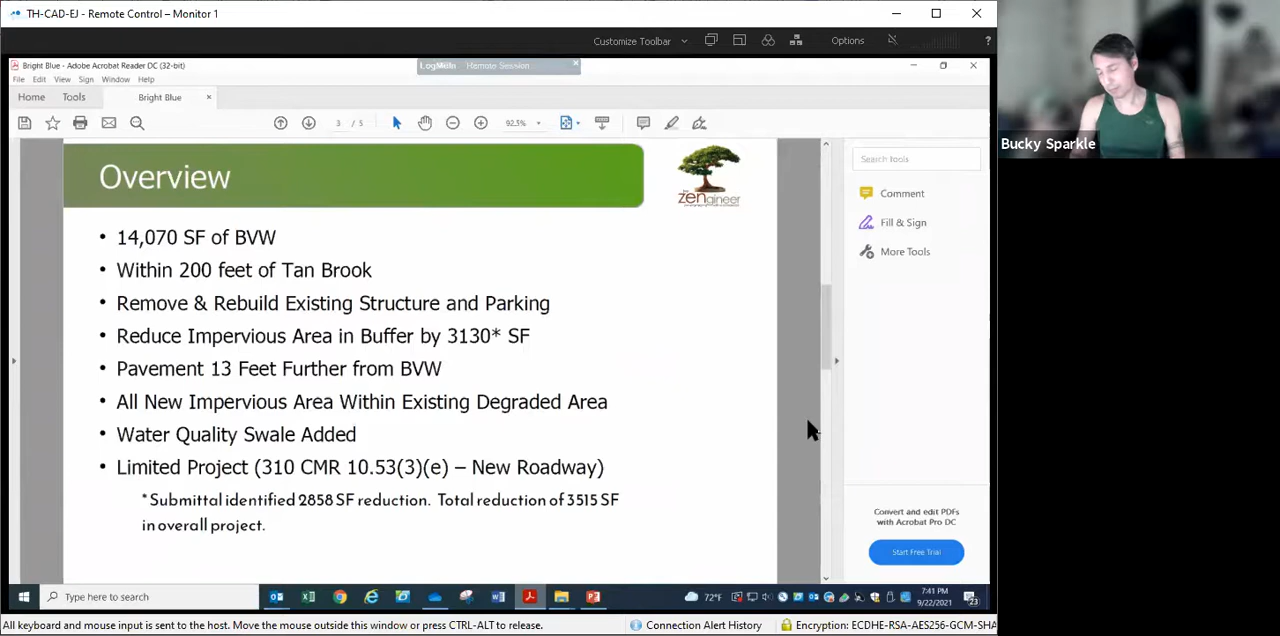 TH-CAD-EJ - Remote Control – Monitor 1
Customize Toolbar Options ?
Bright Blue - Adobe Acrobat Reader DC (32-bit)
LogMeIn Remote Session
File Edit View Sign Window Help
Home Tools Bright Blue ×
3 / 5 92.5%
Overview
ZENgineer
Search tools
Comment
Fill & Sign
More Tools
• 14,070 SF of BVW
• Within 200 feet of Tan Brook
• Remove & Rebuild Existing Structure and Parking
• Reduce Impervious Area in Buffer by 3130* SF
• Pavement 13 Feet Further from BVW
• All New Impervious Area Within Existing Degraded Area
• Water Quality Swale Added
• Limited Project (310 CMR 10.53(3)(e) – New Roadway)
* Submittal identified 2858 SF reduction. Total reduction of 3515 SF
in overall project.
Convert and edit PDFs
with Acrobat Pro DC
Start Free Trial
Type here to search
72°F
7:41 PM
9/22/2021
23
All keyboard and mouse input is sent to the host. Move the mouse outside this window or press CTRL-ALT to release.
Connection Alert History
Encryption: ECDHE-RSA-AES256-GCM-SHA
Bucky Sparkle